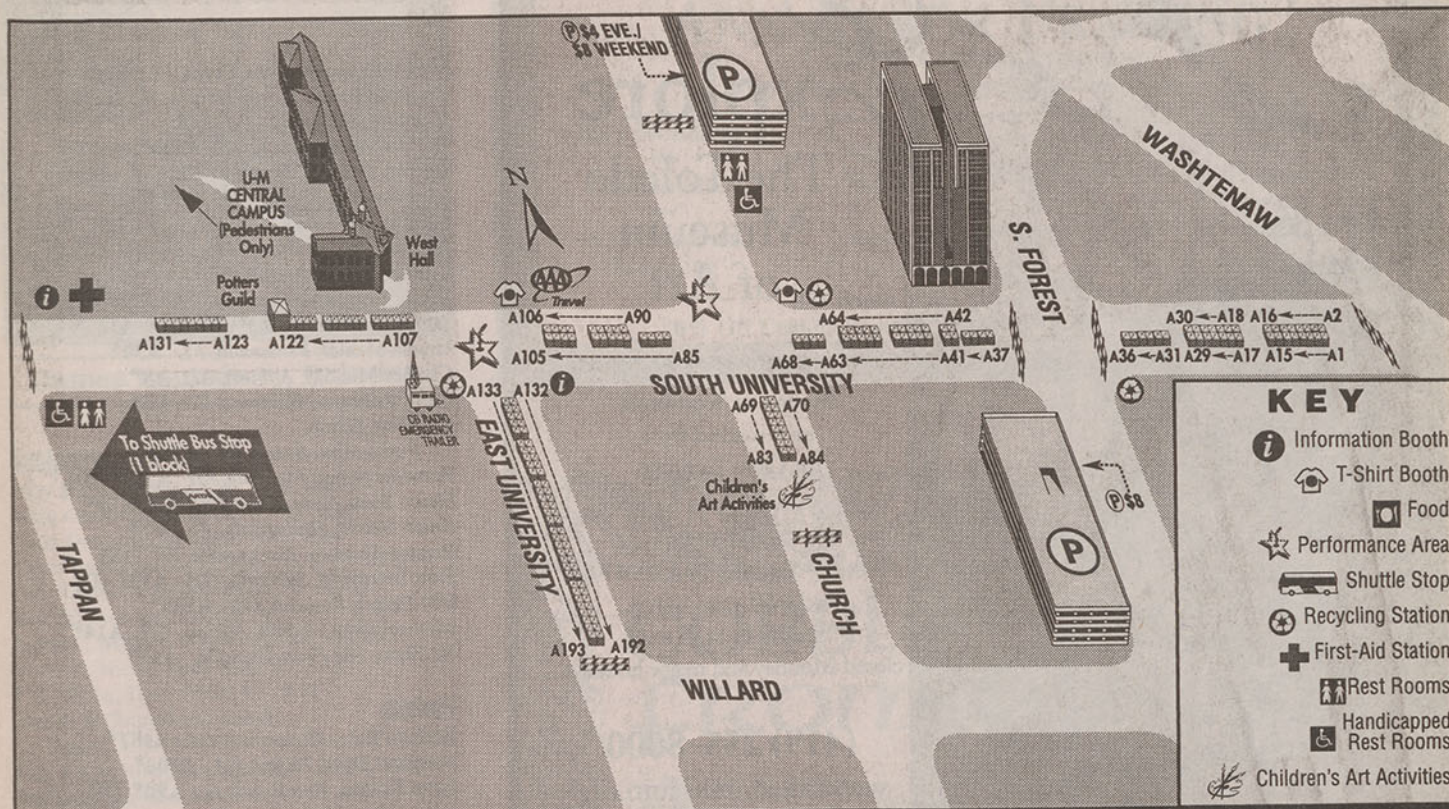 Ⓟ $4 EVE./
$8 WEEKEND
P
WASHTENAW
U-M
CENTRAL
CAMPUS
(Pedestrians
Only)
West
Hall
N
S. FOREST
Potters
Guild
AAA
Travel
A106 A90
A64 A42
A30 A18 A16 A2
A131 A123
A122 A107
A105 A85
A68 A63 A41 A37
A36 A31 A29 A17 A15 A1
SOUTH UNIVERSITY
A133 A132
A69 A70
CB RADIO
EMERGENCY
TRAILER
EAST UNIVERSITY
To Shuttle Bus Stop
(1 block)
A83 A84
Children's
Art Activities
Ⓟ $8
P
TAPPAN
CHURCH
A193 A192
WILLARD
KEY
i Information Booth
T-Shirt Booth
Food
Performance Area
Shuttle Stop
Recycling Station
First-Aid Station
Rest Rooms
Handicapped
Rest Rooms
Children's Art Activities